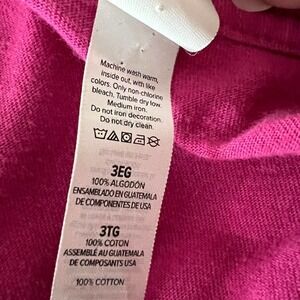 Machine wash warm,
inside out, with like
colors. Only non-chlorine
bleach. Tumble dry low.
Medium iron.
Do not iron decoration.
Do not dry clean.
3EG
100% ALGODÓN
ENSAMBLADO EN GUATEMALA
DE COMPONENTES DE USA
3TG
100% COTTON
ASSEMBLÉ AU GUATEMALA
DE COMPOSANTS USA
100% COTTON